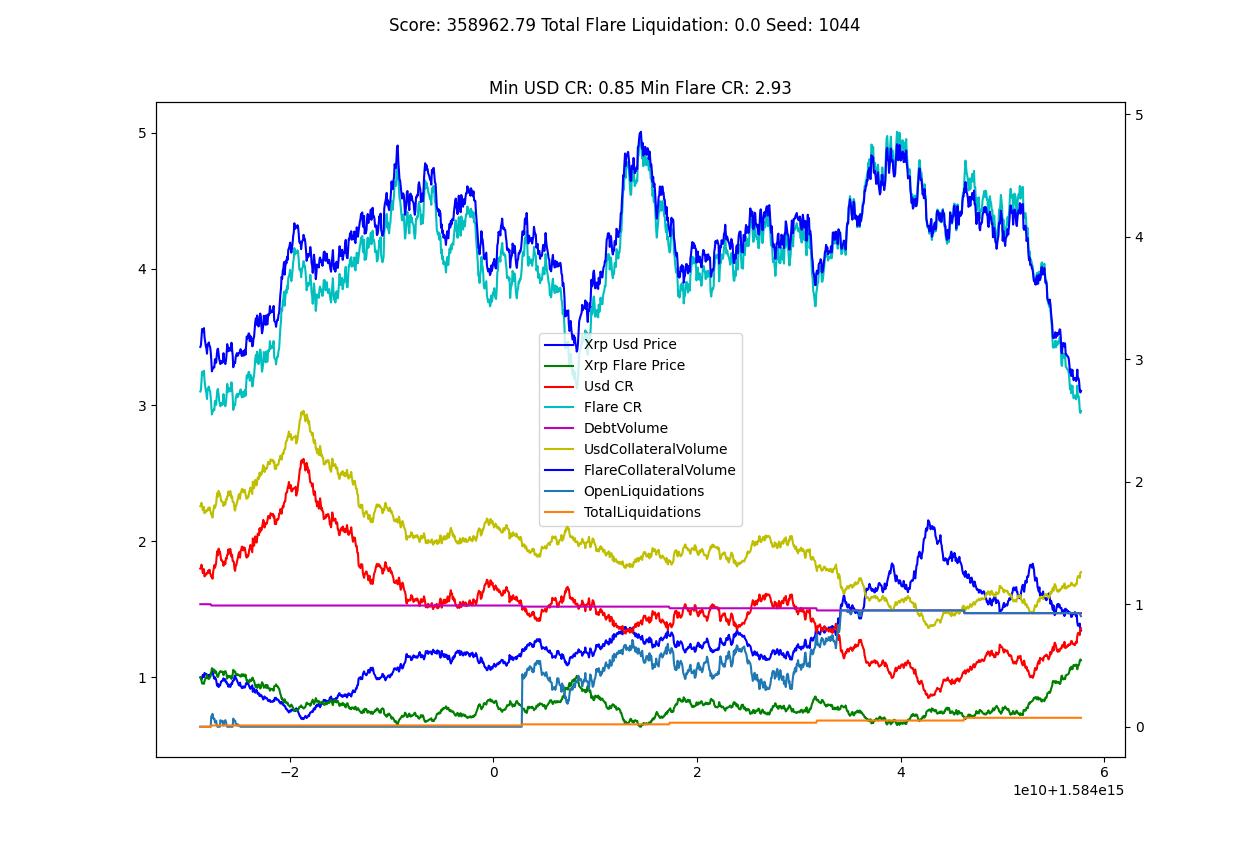 Score: 358962.79 Total Flare Liquidation: 0.0 Seed: 1044
Min USD CR: 0.85 Min Flare CR: 2.93
5
4
3
2
1
5
4
3
2
1
0
Xrp Usd Price
Xrp Flare Price
Usd CR
Flare CR
DebtVolume
UsdCollateralVolume
FlareCollateralVolume
OpenLiquidations
TotalLiquidations
−2 0 2 4 6
1e10+1.584e15